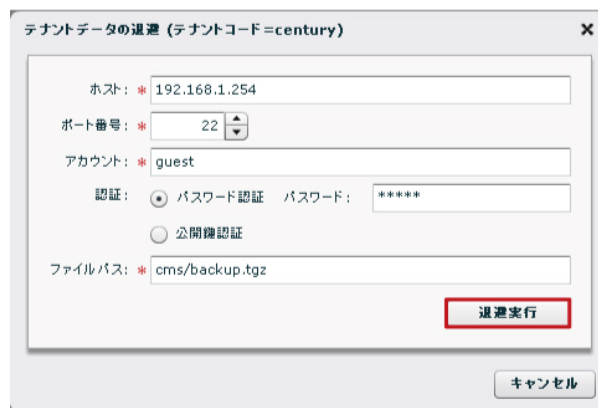 テナントデータの退避 (テナントコード=century)
ホスト: * 192.168.1.254
ポート番号: * 22
アカウント: * guest
認証: パスワード認証 パスワード: *****
公開鍵認証
ファイルパス: * cms/backup.tgz
退避実行
キャンセル